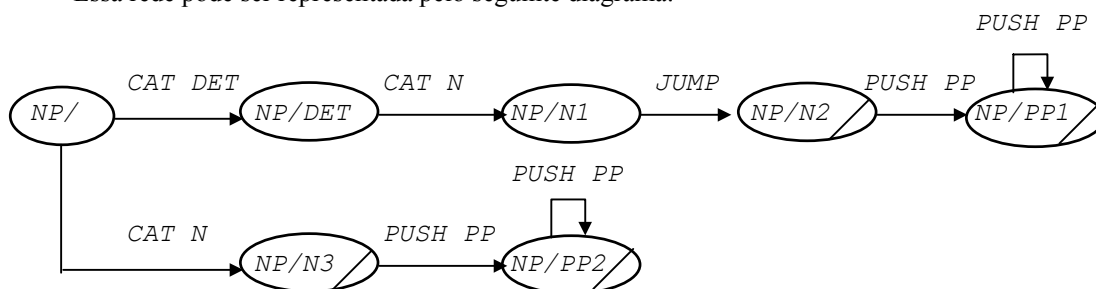 Essa rede pode ser representada pelo seguinte diagrama:
PUSH PP
CAT DET CAT N JUMP PUSH PP
NP/ NP/DET NP/N1 NP/N2 NP/PP1
PUSH PP
CAT N PUSH PP
NP/N3 NP/PP2